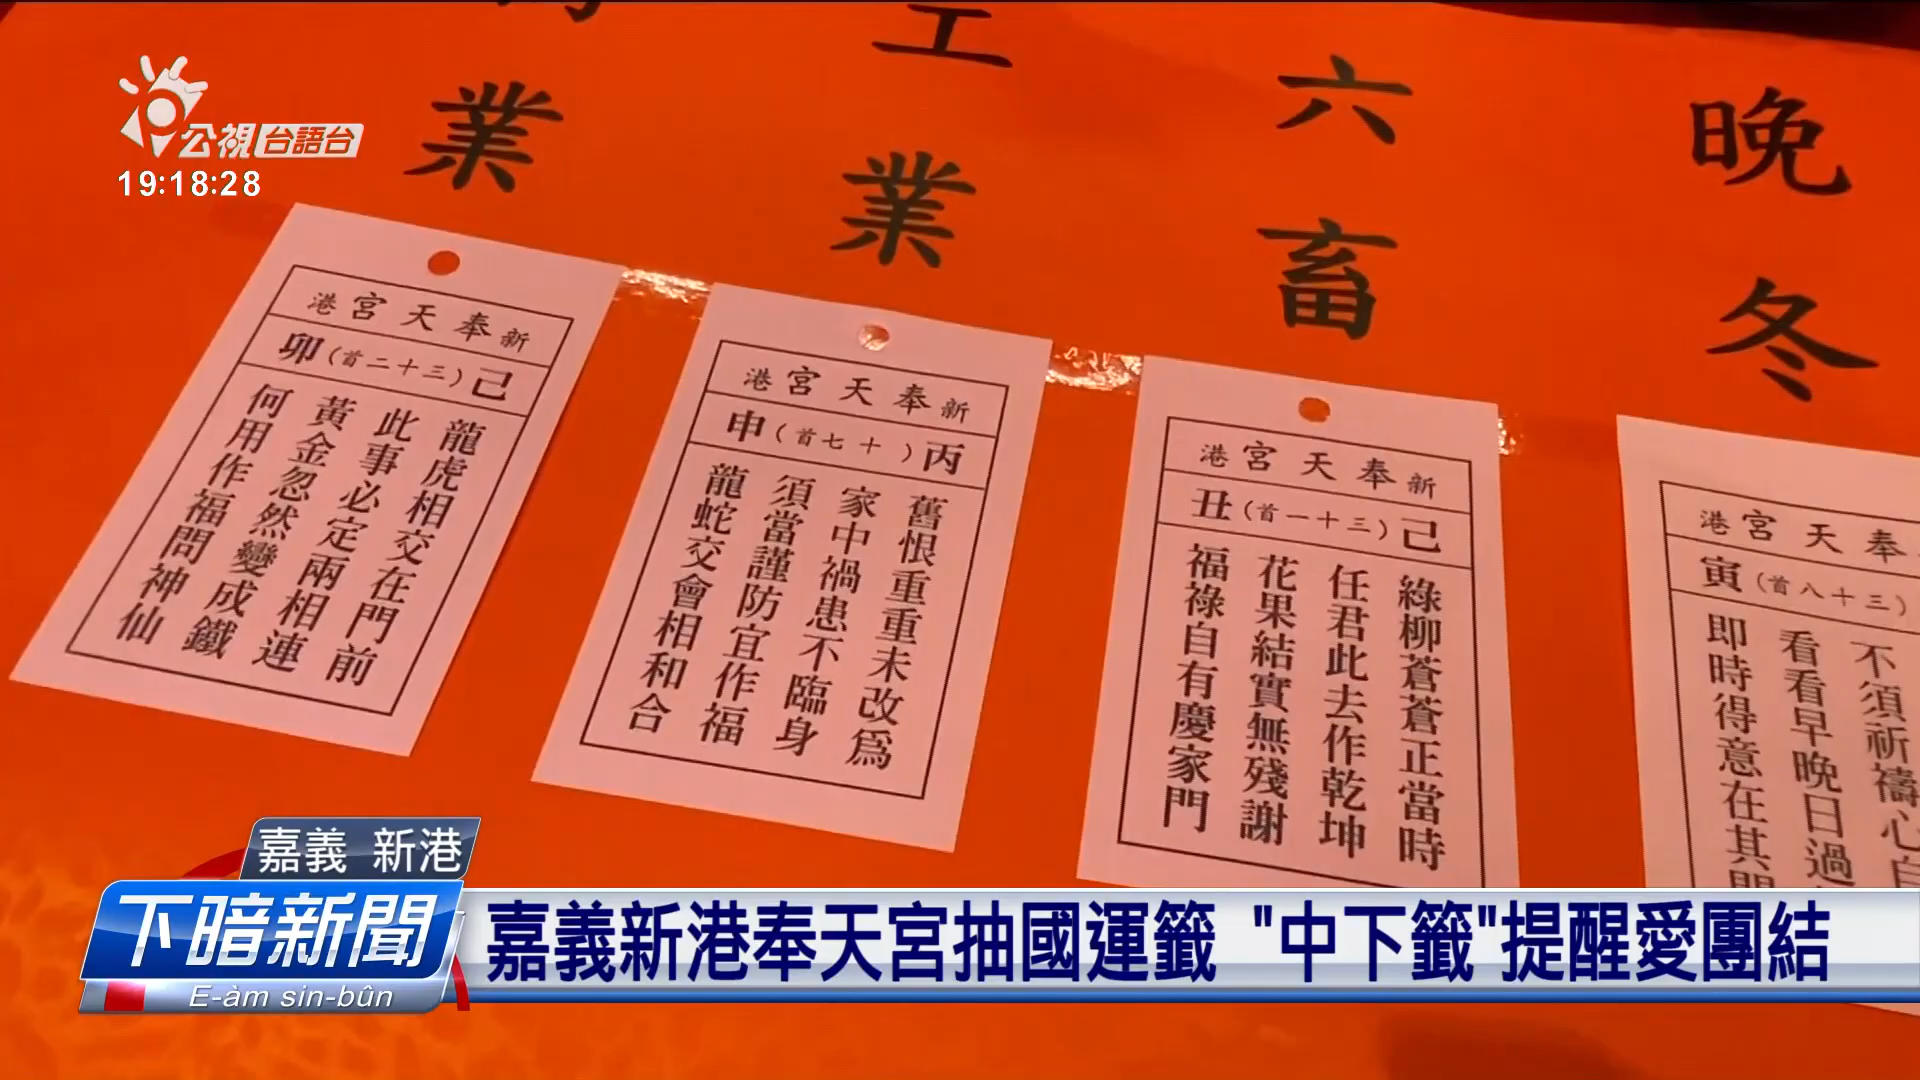 公視台語台
19:18:28
業
工業
六畜
晚冬
新港奉天宮
己卯(三十二首)
龍虎相交在門前
此事必定兩相連
黃金忽然變成鐵
何用作福問神仙
新港奉天宮
丙申(十七首)
舊恨重重未改為
家中禍患不臨身
須當謹防宜作福
龍蛇交會相和合
新港奉天宮
己丑(三十一首)
綠柳蒼蒼正當時
任君此去作乾坤
花果結實無殘謝
福祿自有慶家門
奉天宮港
寅(三十八首)
不須祈禱心自
看看早晚日過
即時得意在其
嘉義 新港
下暗新聞
E-àm sin-bûn
嘉義新港奉天宮抽國運籤 "中下籤"提醒愛團結